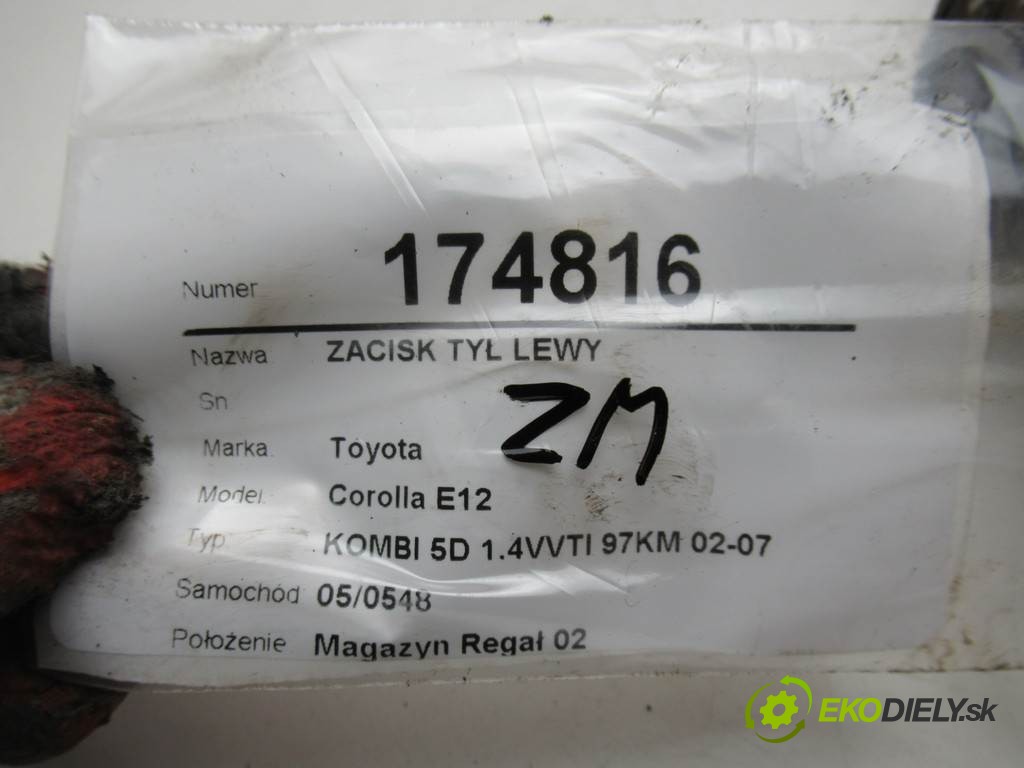 Numer 174816
Nazwa ZACISK TYŁ LEWY
Sn
ZM
Marka Toyota
Model Corolla E12
Typ KOMBI 5D 1.4VVTI 97KM 02-07
Samochód 05/0548
Położenie Magazyn Regał 02
EKODIELY.sk